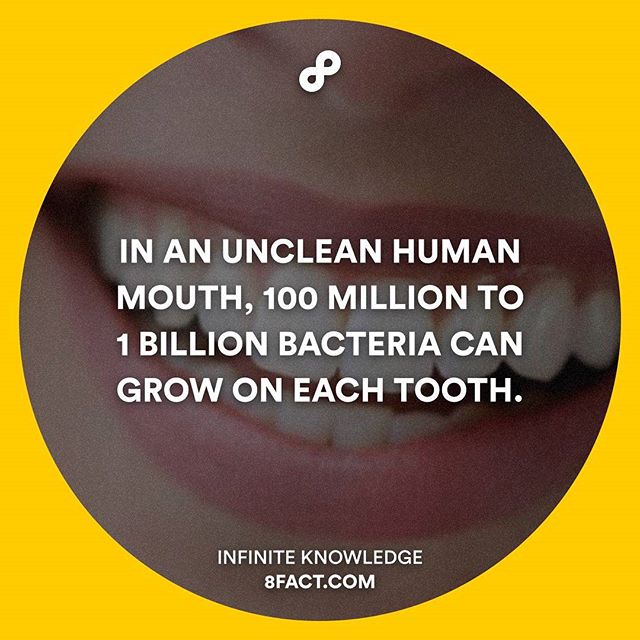 IN AN UNCLEAN HUMAN
MOUTH, 100 MILLION TO
1 BILLION BACTERIA CAN
GROW ON EACH TOOTH.
INFINITE KNOWLEDGE
8FACT.COM